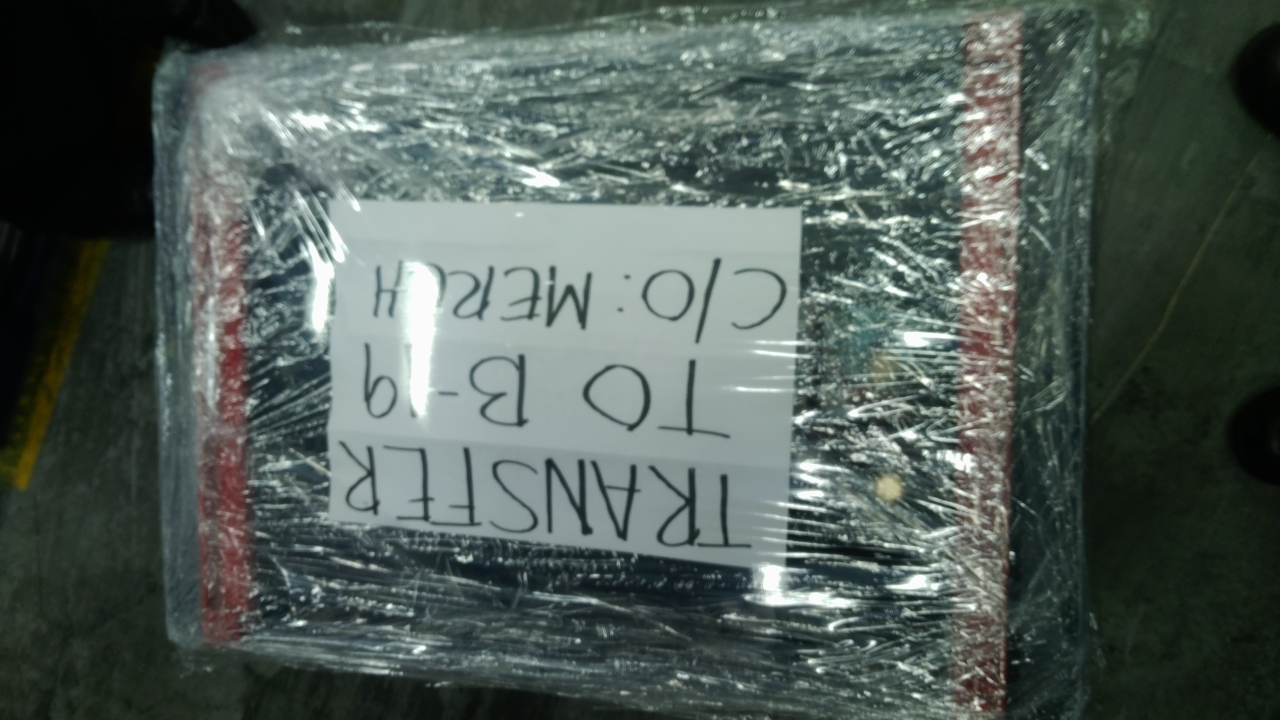 TRANSFER
TO B-19
C/O: MERCH